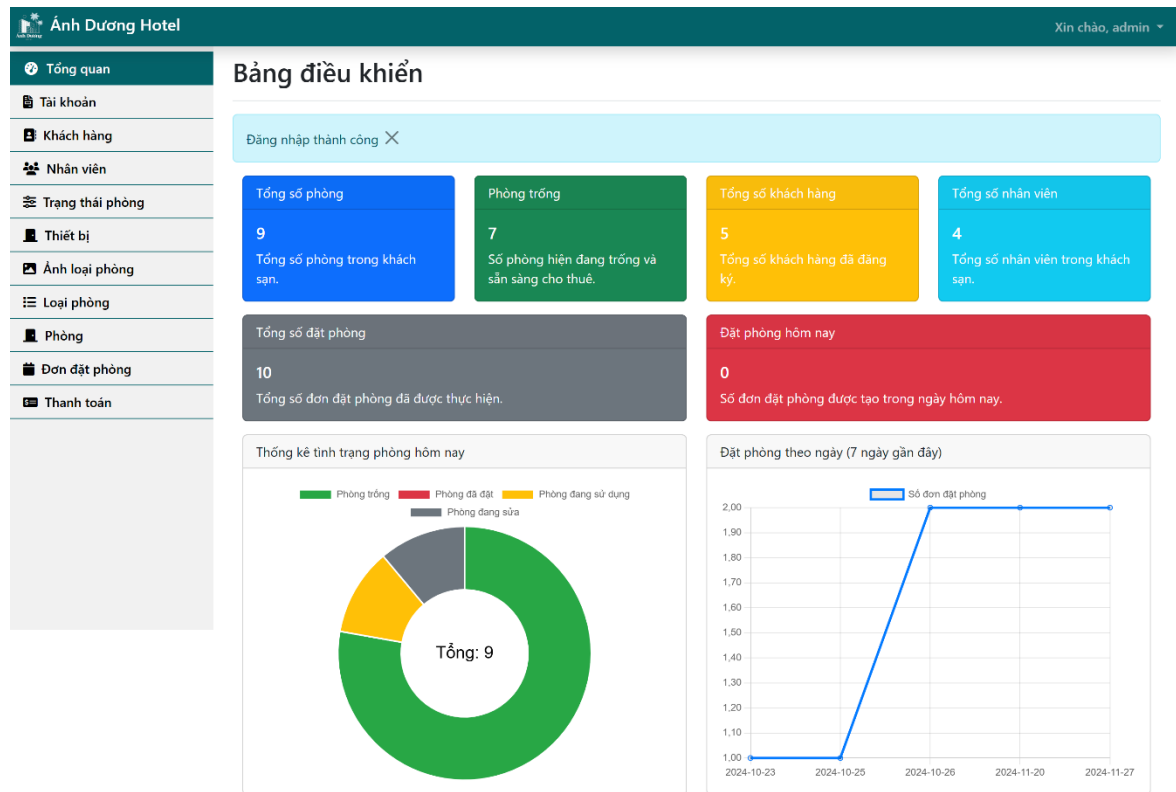 Ánh Dương Hotel
Xin chào, admin
Tổng quan
Tài khoản
Khách hàng
Nhân viên
Trạng thái phòng
Thiết bị
Ảnh loại phòng
Loại phòng
Phòng
Đơn đặt phòng
Thanh toán
Bảng điều khiển
Đăng nhập thành công
Tổng số phòng
9
Tổng số phòng trong khách
sạn.
Phòng trống
7
Số phòng hiện đang trống và
sẵn sàng cho thuê.
Tổng số khách hàng
5
Tổng số khách hàng đã đăng
ký.
Tổng số nhân viên
4
Tổng số nhân viên trong khách
sạn.
Tổng số đặt phòng
10
Tổng số đơn đặt phòng đã được thực hiện.
Đặt phòng hôm nay
0
Số đơn đặt phòng được tạo trong ngày hôm nay.
Thống kê tình trạng phòng hôm nay
Phòng trống Phòng đã đặt Phòng đang sử dụng
Phòng đang sửa
Tổng: 9
Đặt phòng theo ngày (7 ngày gần đây)
Số đơn đặt phòng
2,00
1,90
1,80
1,70
1,60
1,50
1,40
1,30
1,20
1,10
1,00
2024-10-23 2024-10-25 2024-10-26 2024-11-20 2024-11-27